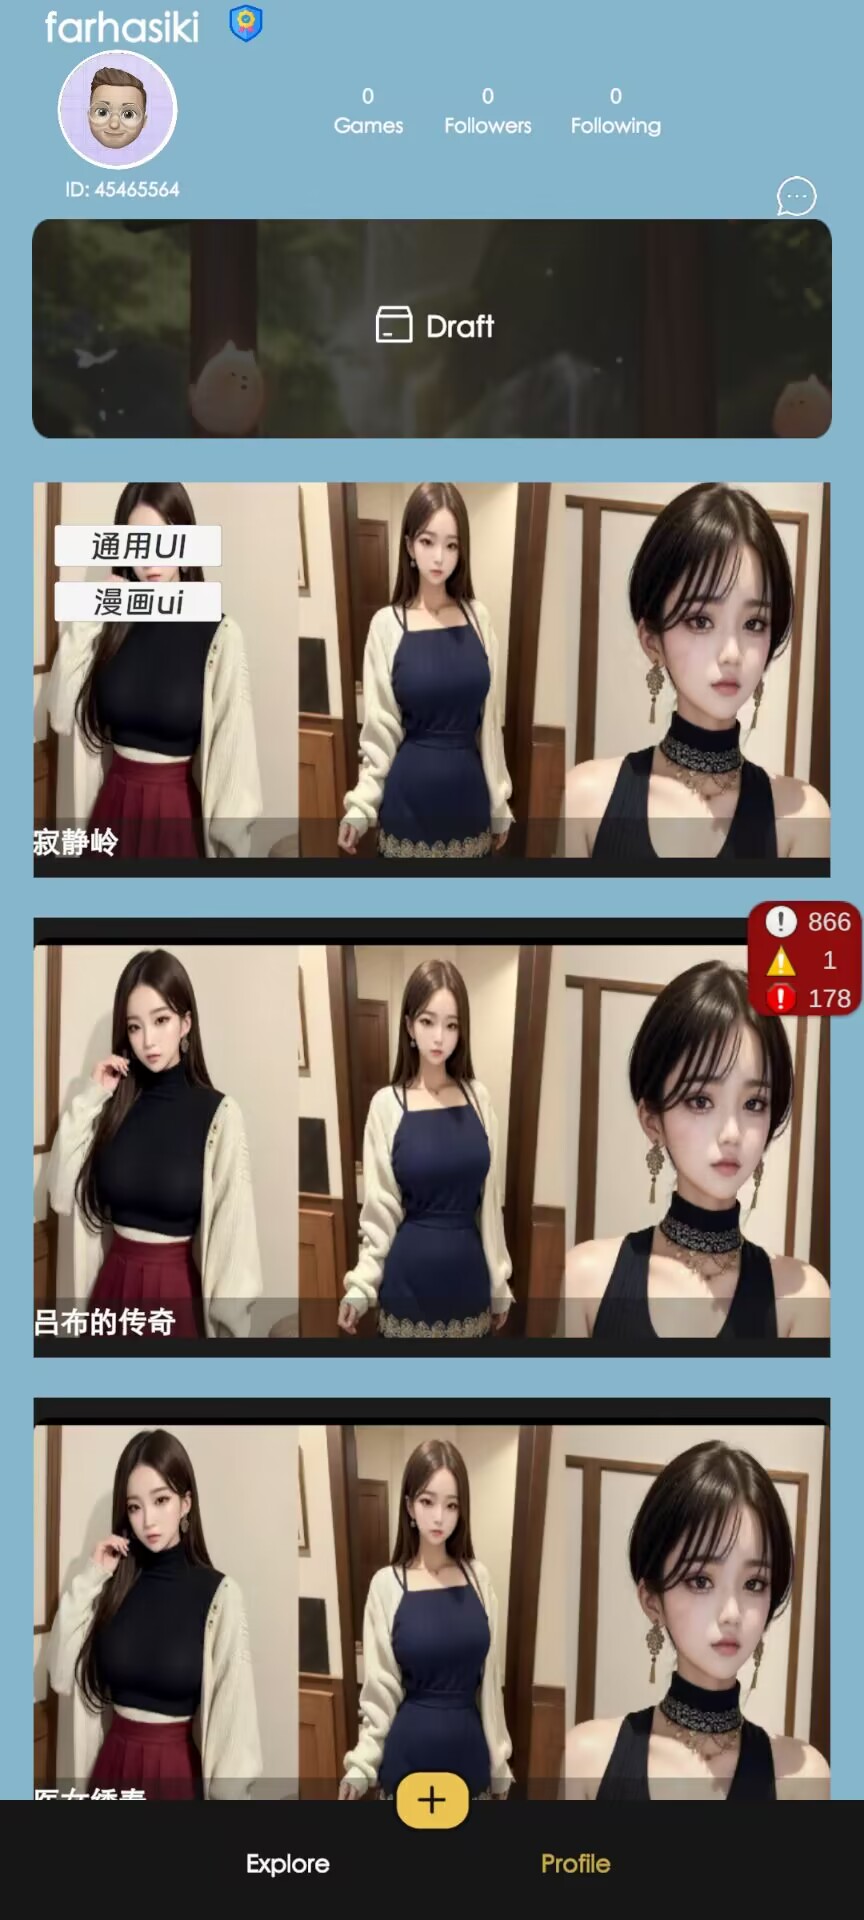 farhasiki
0
Games
0
Followers
0
Following
ID: 45465564
Draft
通用UI
漫画ui
寂静岭
866
1
178
吕布的传奇
Explore
Profile